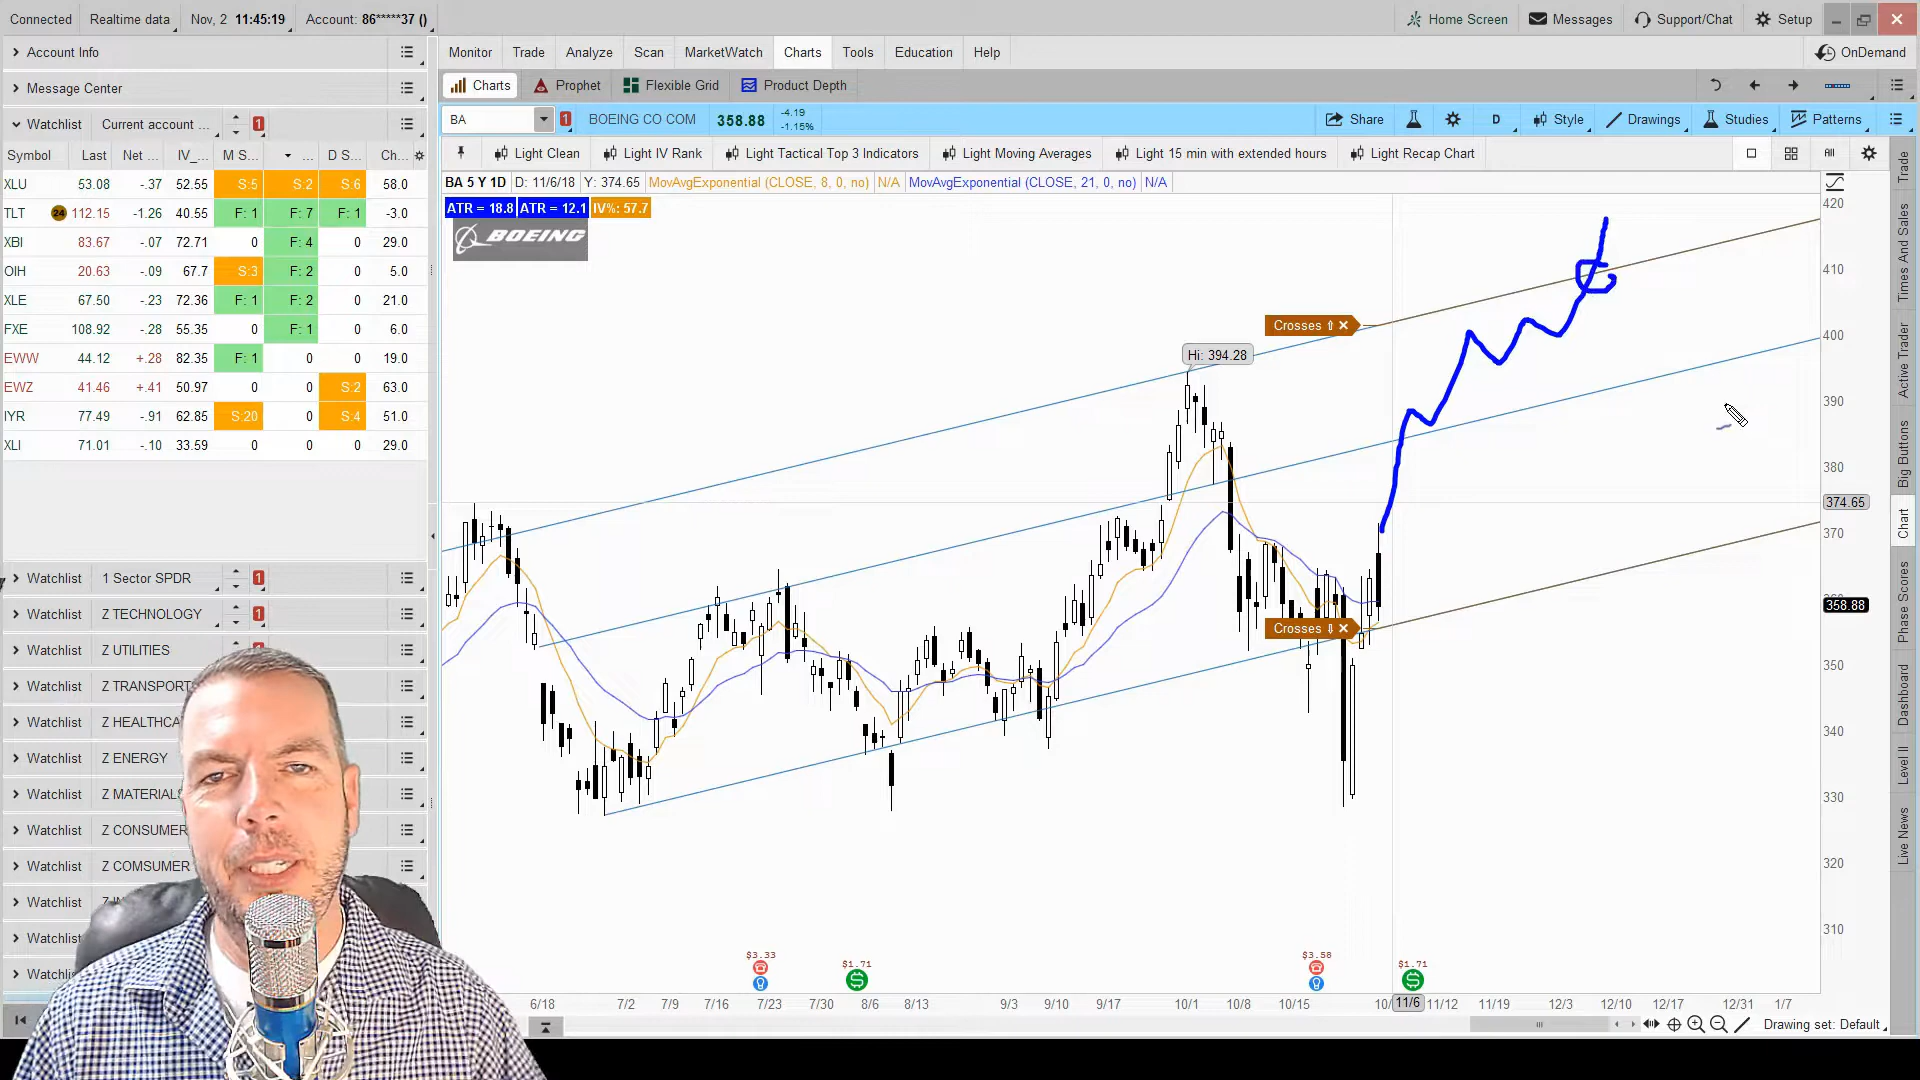 Connected Realtime data Nov, 2 11:45:19 Account: 86*****37 () Home Screen Messages Support/Chat Setup
Account Info
Monitor Trade Analyze Scan MarketWatch Charts Tools Education Help OnDemand
Message Center
Charts Prophet Flexible Grid Product Depth
Watchlist Current account ... 1
BA 1 BOEING CO COM 358.88 -4.19 -1.15% Share D Style Drawings Studies Patterns
Symbol Last Net ... IV_... M S... ... D S... Ch...
Light Clean Light IV Rank Light Tactical Top 3 Indicators Light Moving Averages Light 15 min with extended hours Light Recap Chart All
BA 5 Y 1D D: 11/6/18 Y: 374.65 MovAvgExponential (CLOSE, 8, 0, no) N/A MovAvgExponential (CLOSE, 21, 0, no) N/A
ATR = 18.8 ATR = 12.1 IV%: 57.7
BOEING
XLU 53.08 -.37 52.55 S:5 S:2 S:6 58.0
TLT 24 112.15 -1.26 40.55 F: 1 F: 7 F: 1 -3.0
XBI 83.67 -.07 72.71 0 F: 4 0 29.0
OIH 20.63 -.09 67.7 S:3 F: 2 0 5.0
XLE 67.50 -.23 72.36 F: 1 F: 2 0 21.0
FXE 108.92 -.28 55.35 0 F: 1 0 6.0
EWW 44.12 +.28 82.35 F: 1 0 0 19.0
EWZ 41.46 +.41 50.97 0 0 S:2 63.0
IYR 77.49 -.91 62.85 S:20 0 S:4 51.0
XLI 71.01 -.10 33.59 0 0 0 29.0
Watchlist 1 Sector SPDR 1
Watchlist Z TECHNOLOGY 1
Watchlist Z UTILITIES
Watchlist Z TRANSPORT
Watchlist Z HEALTHCA
Watchlist Z ENERGY
Watchlist Z MATERIALS
Watchlist Z CONSUMER
Watchlist Z COMSUMER
Watchlist
Watchlist
Watchl
Crosses
Hi: 394.28
Crosses
420
410
400
390
380
374.65
370
358.88
350
340
330
320
310
$3.33 $1.71 $3.58 $1.71
6/18 7/2 7/9 7/16 7/23 7/30 8/6 8/13 9/3 9/10 9/17 10/1 10/8 10/15 10/ 11/6 11/12 11/19 11/26 12/3 12/10 12/17 12/31 1/7
Drawing set: Default
Trade
Times And Sales
Active Trader
Big Buttons
Chart
Phase Scores
Dashboard
Level II
Live News